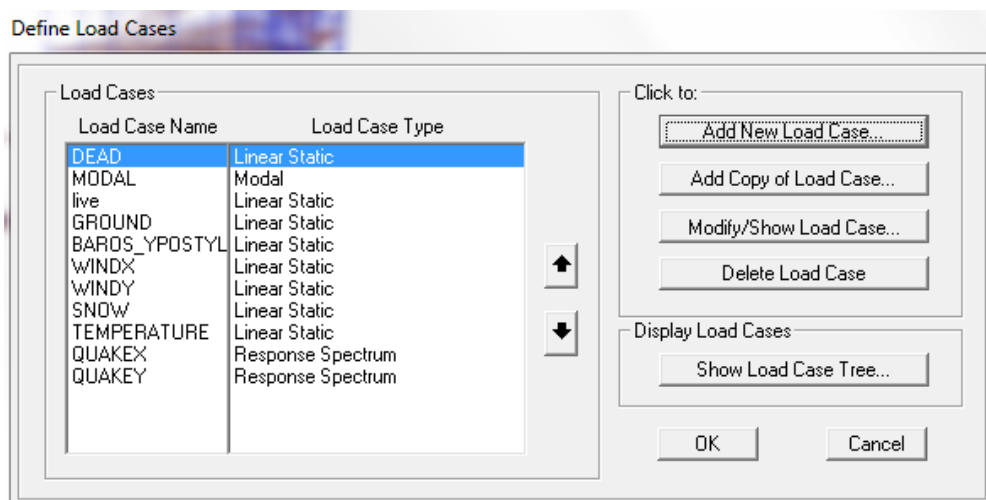 Define Load Cases
Load Cases
Load Case Name Load Case Type
DEAD Linear Static
MODAL Modal
live Linear Static
GROUND Linear Static
BAROS_YPOSTYL Linear Static
WINDX Linear Static
WINDY Linear Static
SNOW Linear Static
TEMPERATURE Linear Static
QUAKEX Response Spectrum
QUAKEY Response Spectrum
Click to:
Add New Load Case...
Add Copy of Load Case...
Modify/Show Load Case...
Delete Load Case
Display Load Cases
Show Load Case Tree...
OK Cancel